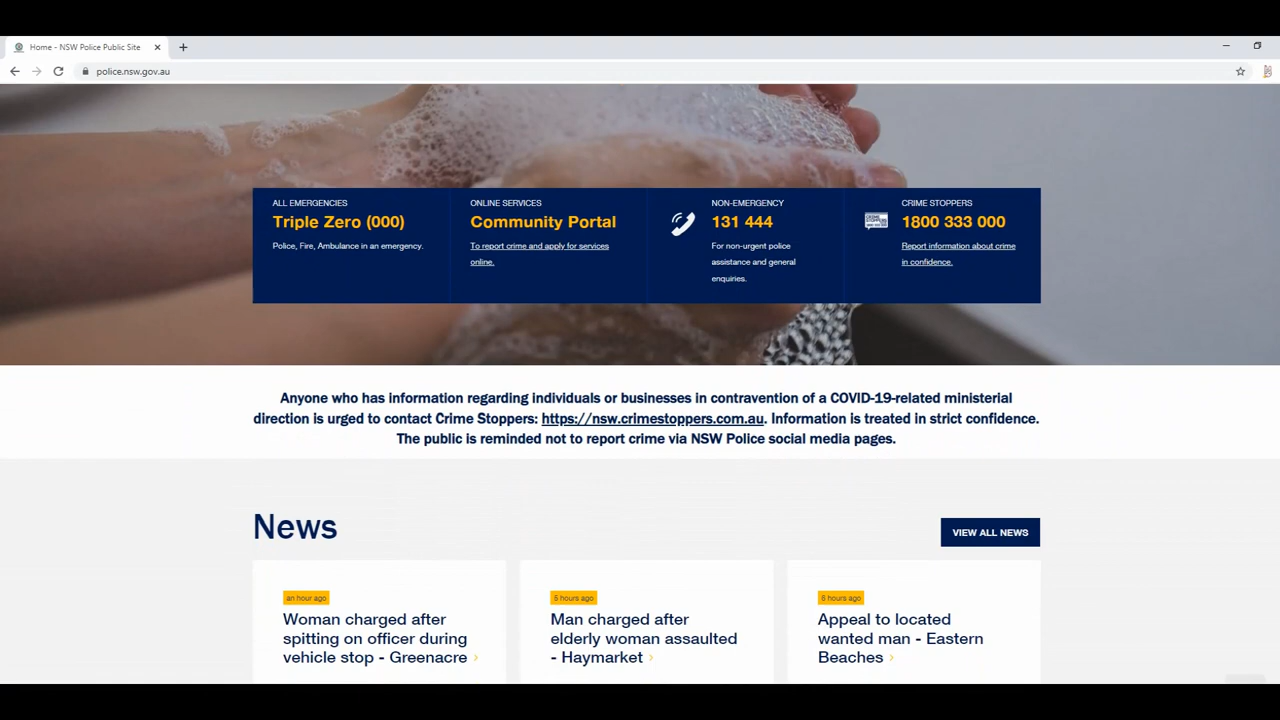 Home - NSW Police Public Site
police.nsw.gov.au
ALL EMERGENCIES
Triple Zero (000)
Police, Fire, Ambulance in an emergency.
ONLINE SERVICES
Community Portal
To report crime and apply for services
online.
NON-EMERGENCY
131 444
For non-urgent police
assistance and general
enquiries.
CRIME STOPPERS
1800 333 000
Report information about crime
in confidence.
Anyone who has information regarding individuals or businesses in contravention of a COVID-19-related ministerial
direction is urged to contact Crime Stoppers: https://nsw.crimestoppers.com.au. Information is treated in strict confidence.
The public is reminded not to report crime via NSW Police social media pages.
News
VIEW ALL NEWS
an hour ago
Woman charged after
spitting on officer during
vehicle stop - Greenacre
5 hours ago
Man charged after
elderly woman assaulted
- Haymarket
6 hours ago
Appeal to located
wanted man - Eastern
Beaches